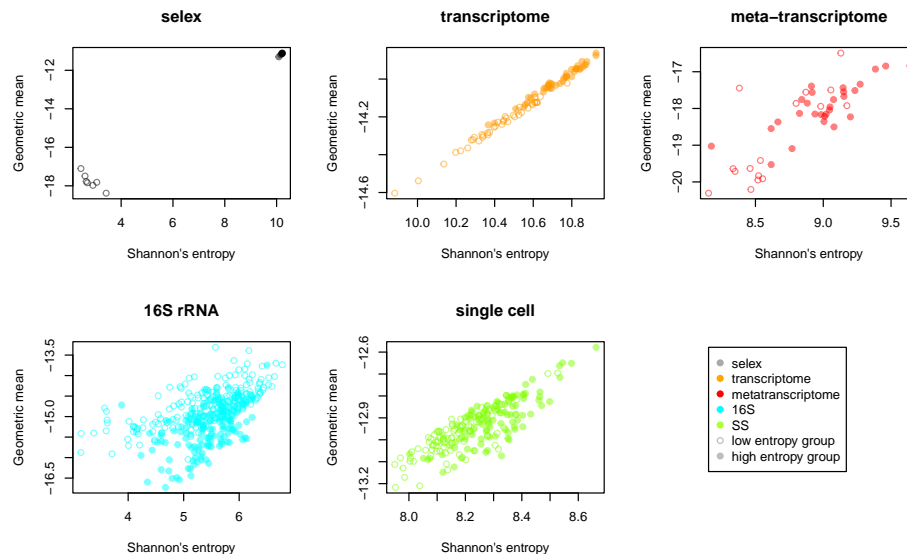 selex
Geometric mean
−12
−14
−16
−18
4
6
8
10
Shannon's entropy
transcriptome
Geometric mean
−14.2
−14.6
10.0
10.2
10.4
10.6
10.8
Shannon's entropy
meta−transcriptome
Geometric mean
−17
−18
−19
−20
8.5
9.0
9.5
Shannon's entropy
16S rRNA
Geometric mean
−13.5
−15.0
−16.5
4
5
6
Shannon's entropy
single cell
Geometric mean
−12.6
−12.9
−13.2
8.0
8.2
8.4
8.6
Shannon's entropy
selex
transcriptome
metatranscriptome
16S
SS
low entropy group
high entropy group